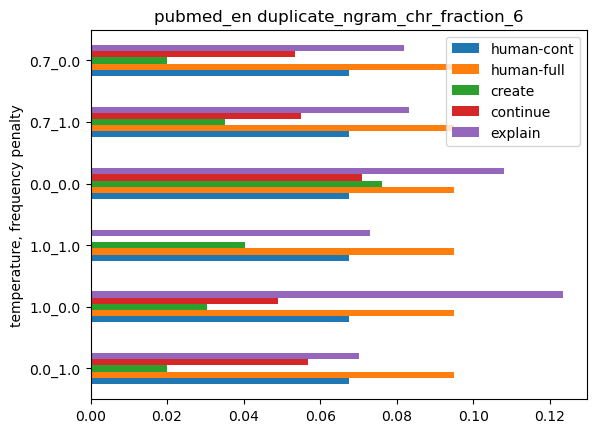 pubmed_en duplicate_ngram_chr_fraction_6
temperature, frequency penalty
0.7_0.0
0.7_1.0
0.0_0.0
1.0_1.0
1.0_0.0
0.0_1.0
human-cont
human-full
create
continue
explain
0.00 0.02 0.04 0.06 0.08 0.10 0.12